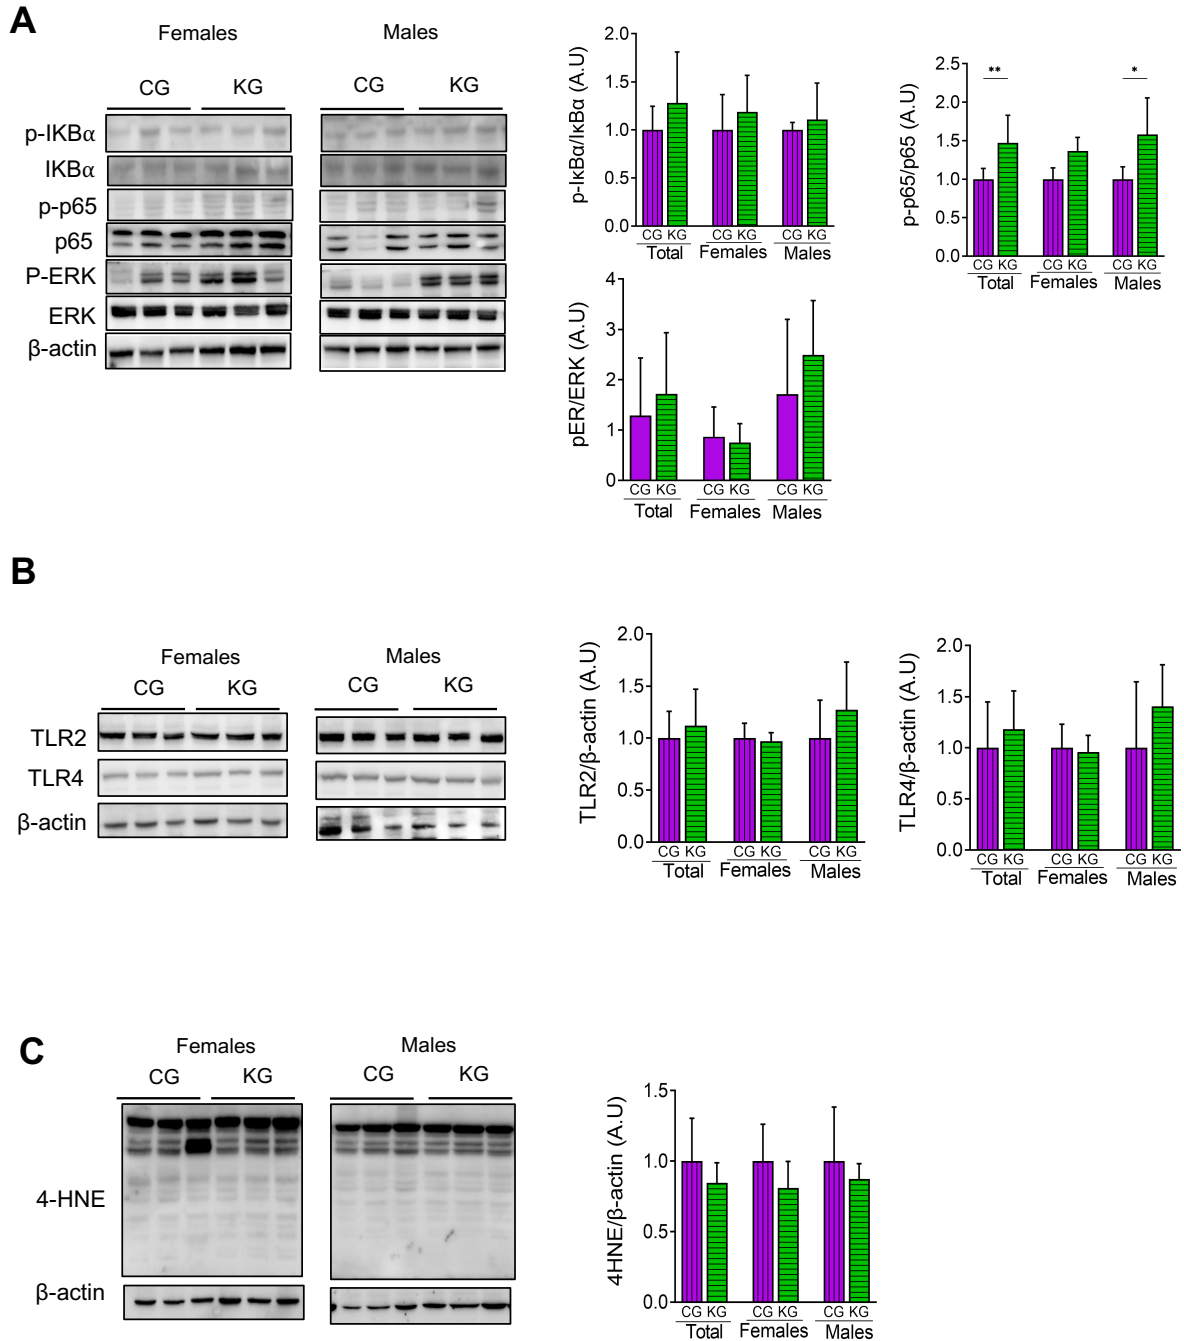 A
Females
Males
CG
KG
CG
KG
p-IKBα
IKBα
p-p65
p65
P-ERK
ERK
β-actin
p-IκBα/IκBα (A.U)
2.0
1.5
1.0
0.5
0.0
CG KG CG KG CG KG
Total Females Males
p-p65/p65 (A.U)
2.5
2.0
1.5
1.0
0.5
0.0
** *
CG KG CG KG CG KG
Total Females Males
pER/ERK (A.U)
4
3
2
1
0
CG KG CG KG CG KG
Total Females Males
B
Females
Males
CG
KG
CG
KG
TLR2
TLR4
β-actin
TLR2/β-actin (A.U)
2.0
1.5
1.0
0.5
0.0
CG KG CG KG CG KG
Total Females Males
TLR4/β-actin (A.U)
2.0
1.5
1.0
0.5
0.0
CG KG CG KG CG KG
Total Females Males
C
Females
Males
CG
KG
CG
KG
4-HNE
β-actin
4HNE/β-actin (A.U)
1.5
1.0
0.5
0.0
CG KG CG KG CG KG
Total Females Males